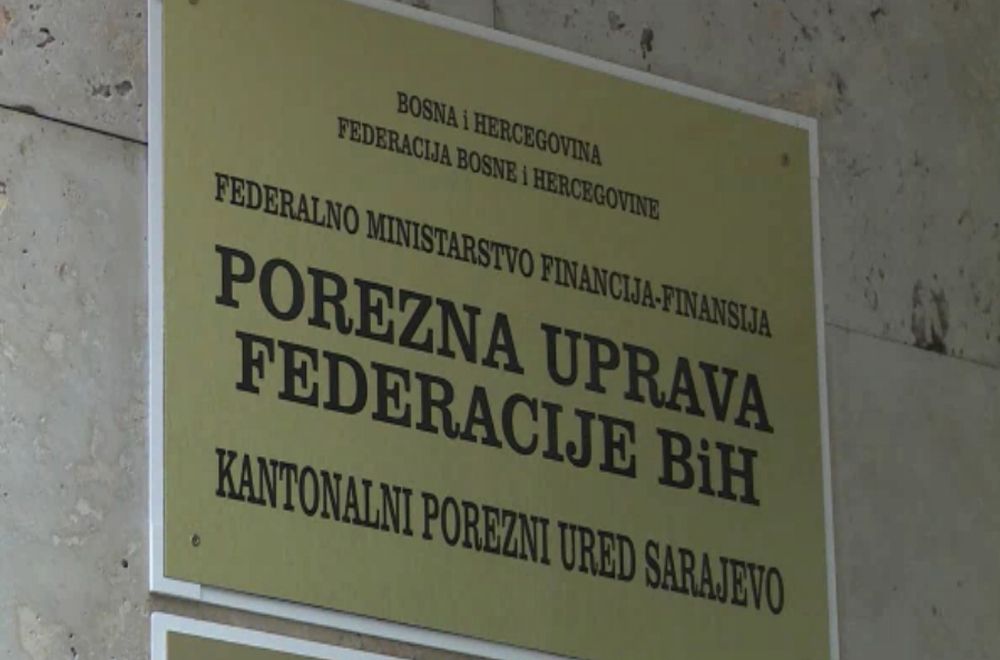 BOSNA i HERCEGOVINA
FEDERACIJA BOSNE i HERCEGOVINE
FEDERALNO MINISTARSTVO FINANCIJA-FINANSIJA
POREZNA UPRAVA
FEDERACIJE BiH
KANTONALNI POREZNI URED SARAJEVO